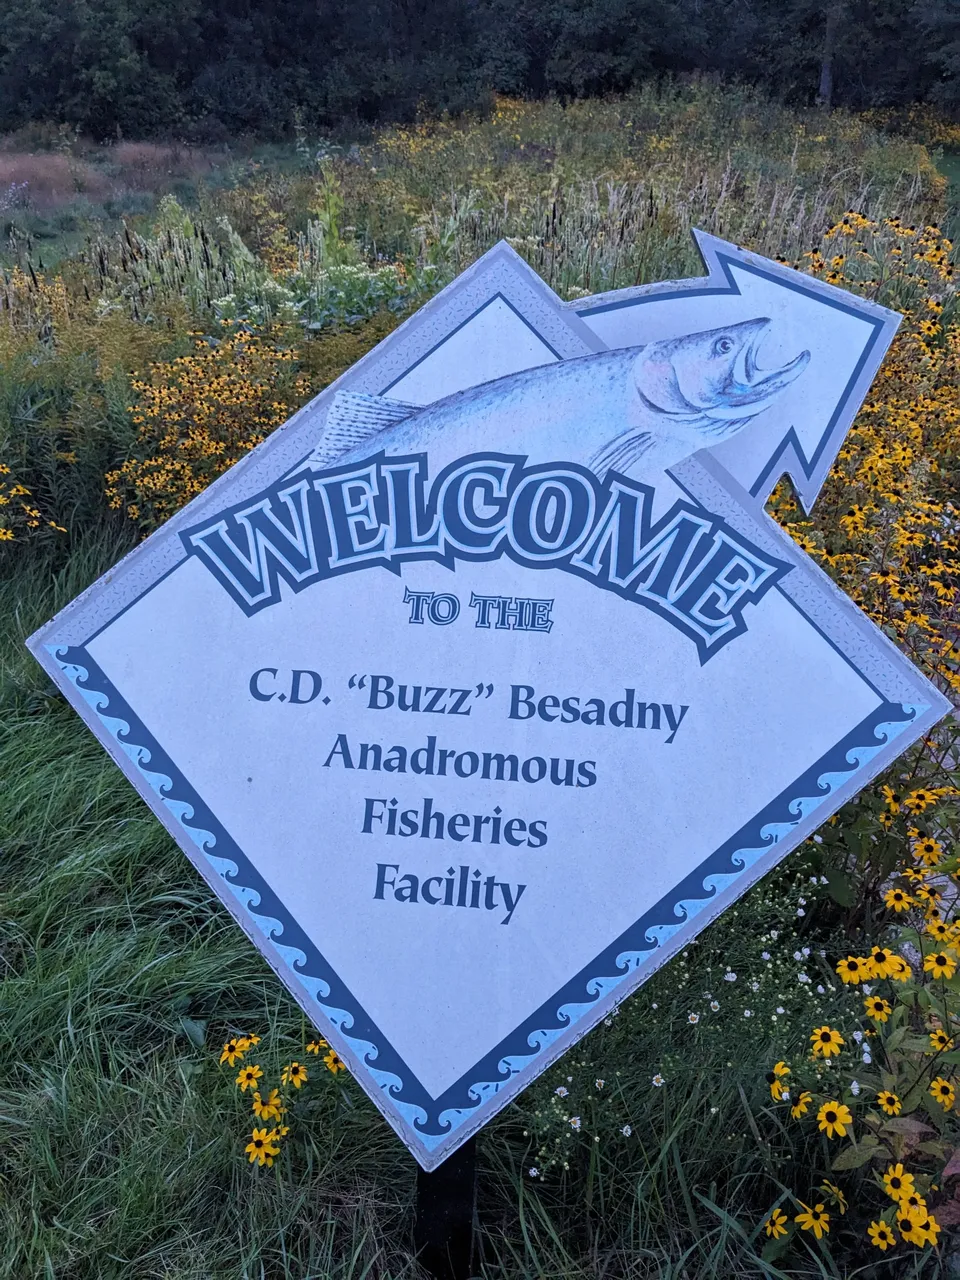 WELCOME
TO THE
C.D. “Buzz” Besadny
Anadromous
Fisheries
Facility